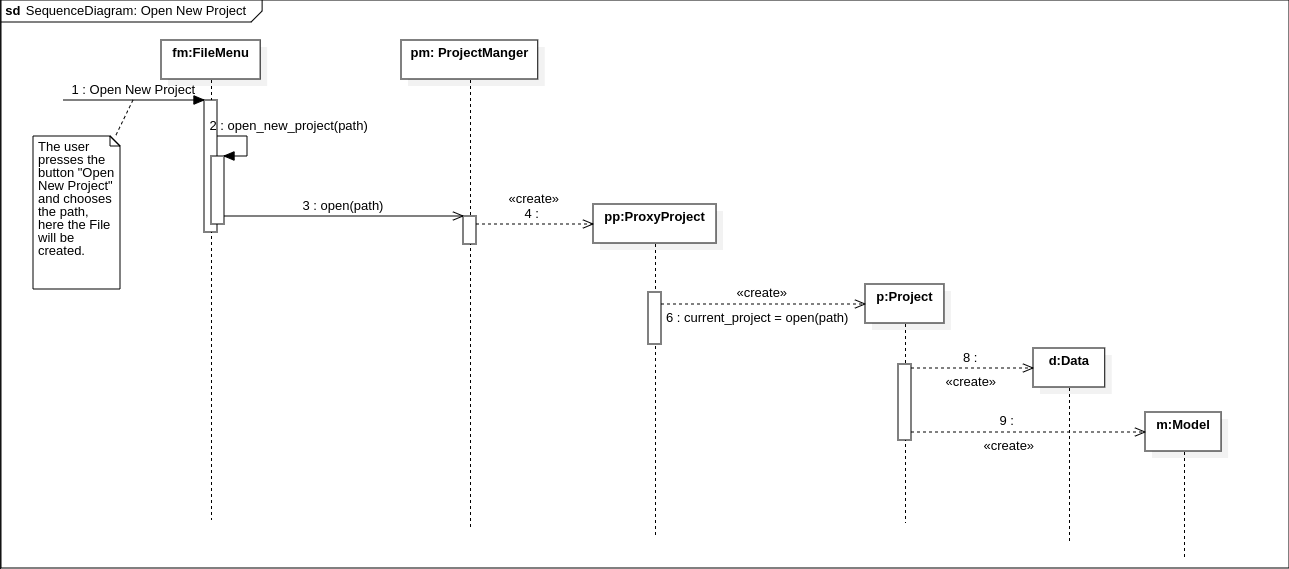 sd SequenceDiagram: Open New Project
fm:FileMenu
pm: ProjectManger
1 : Open New Project
2 : open_new_project(path)
The user
presses the
button "Open
New Project"
and chooses
the path,
here the File
will be
created.
3 : open(path)
«create»
4 :
pp:ProxyProject
«create»
6 : current_project = open(path)
p:Project
8 :
«create»
d:Data
9 :
«create»
m:Model